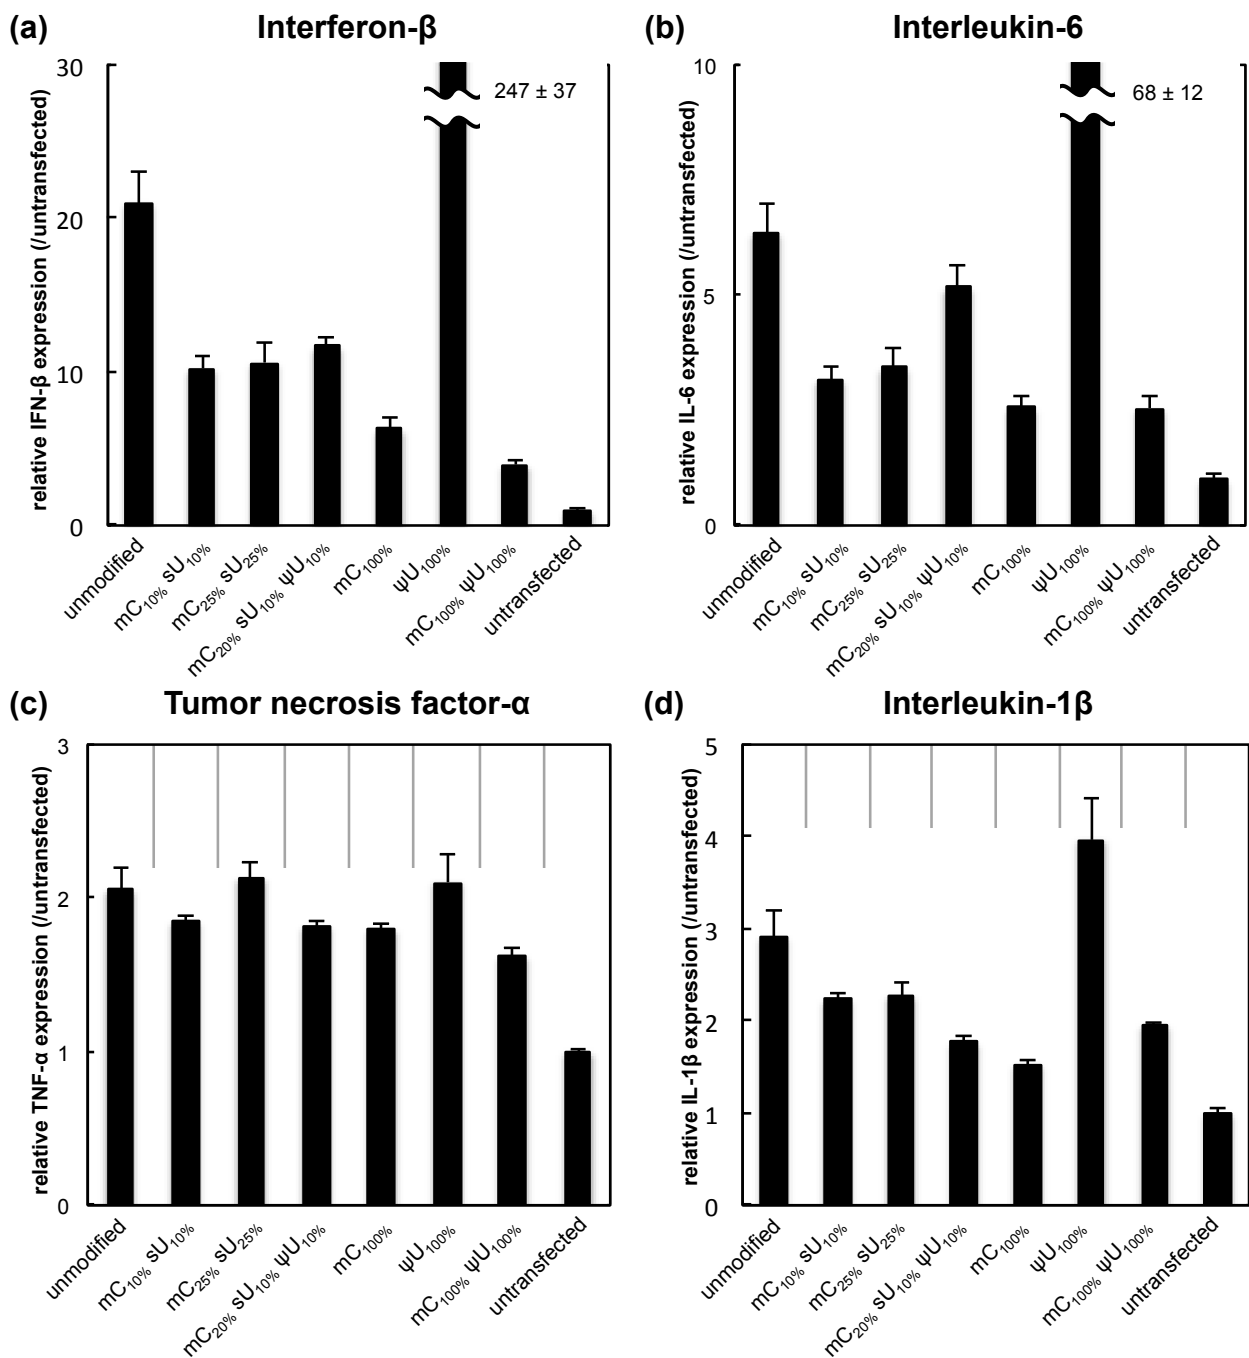 (a) Interferon-β
relative IFN-β expression (/untransfected)
30
20
10
0
247 ± 37
unmodified
mC10% sU10%
mC25% sU25%
mC20% sU10% ψU10%
mC100%
ψU100%
mC100% ψU100%
untransfected
(b) Interleukin-6
relative IL-6 expression (/untransfected)
10
5
0
68 ± 12
unmodified
mC10% sU10%
mC25% sU25%
mC20% sU10% ψU10%
mC100%
ψU100%
mC100% ψU100%
untransfected
(c) Tumor necrosis factor-α
relative TNF-α expression (/untransfected)
3
2
1
0
unmodified
mC10% sU10%
mC25% sU25%
mC20% sU10% ψU10%
mC100%
ψU100%
mC100% ψU100%
untransfected
(d) Interleukin-1β
relative IL-1β expression (/untransfected)
5
4
3
2
1
0
unmodified
mC10% sU10%
mC25% sU25%
mC20% sU10% ψU10%
mC100%
ψU100%
mC100% ψU100%
untransfected